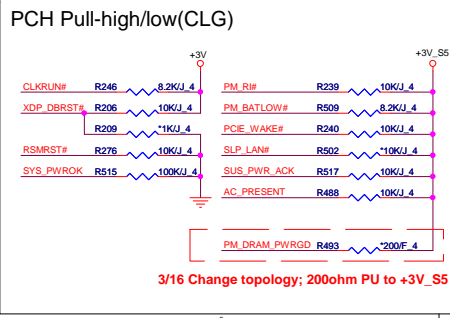 PCH Pull-high/low(CLG)
+3V
+3V_S5
CLKRUN# R246 8.2K/J_4
XDP_DBRST# R206 10K/J_4
R209 *1K/J_4
RSMRST# R276 10K/J_4
SYS_PWROK R515 100K/J_4
PM_RI# R239 10K/J_4
PM_BATLOW# R509 8.2K/J_4
PCIE_WAKE# R240 10K/J_4
SLP_LAN# R502 *10K/J_4
SUS_PWR_ACK R517 10K/J_4
AC_PRESENT R488 10K/J_4
PM_DRAM_PWRGD R493 *200/F_4
3/16 Change topology; 200ohm PU to +3V_S5